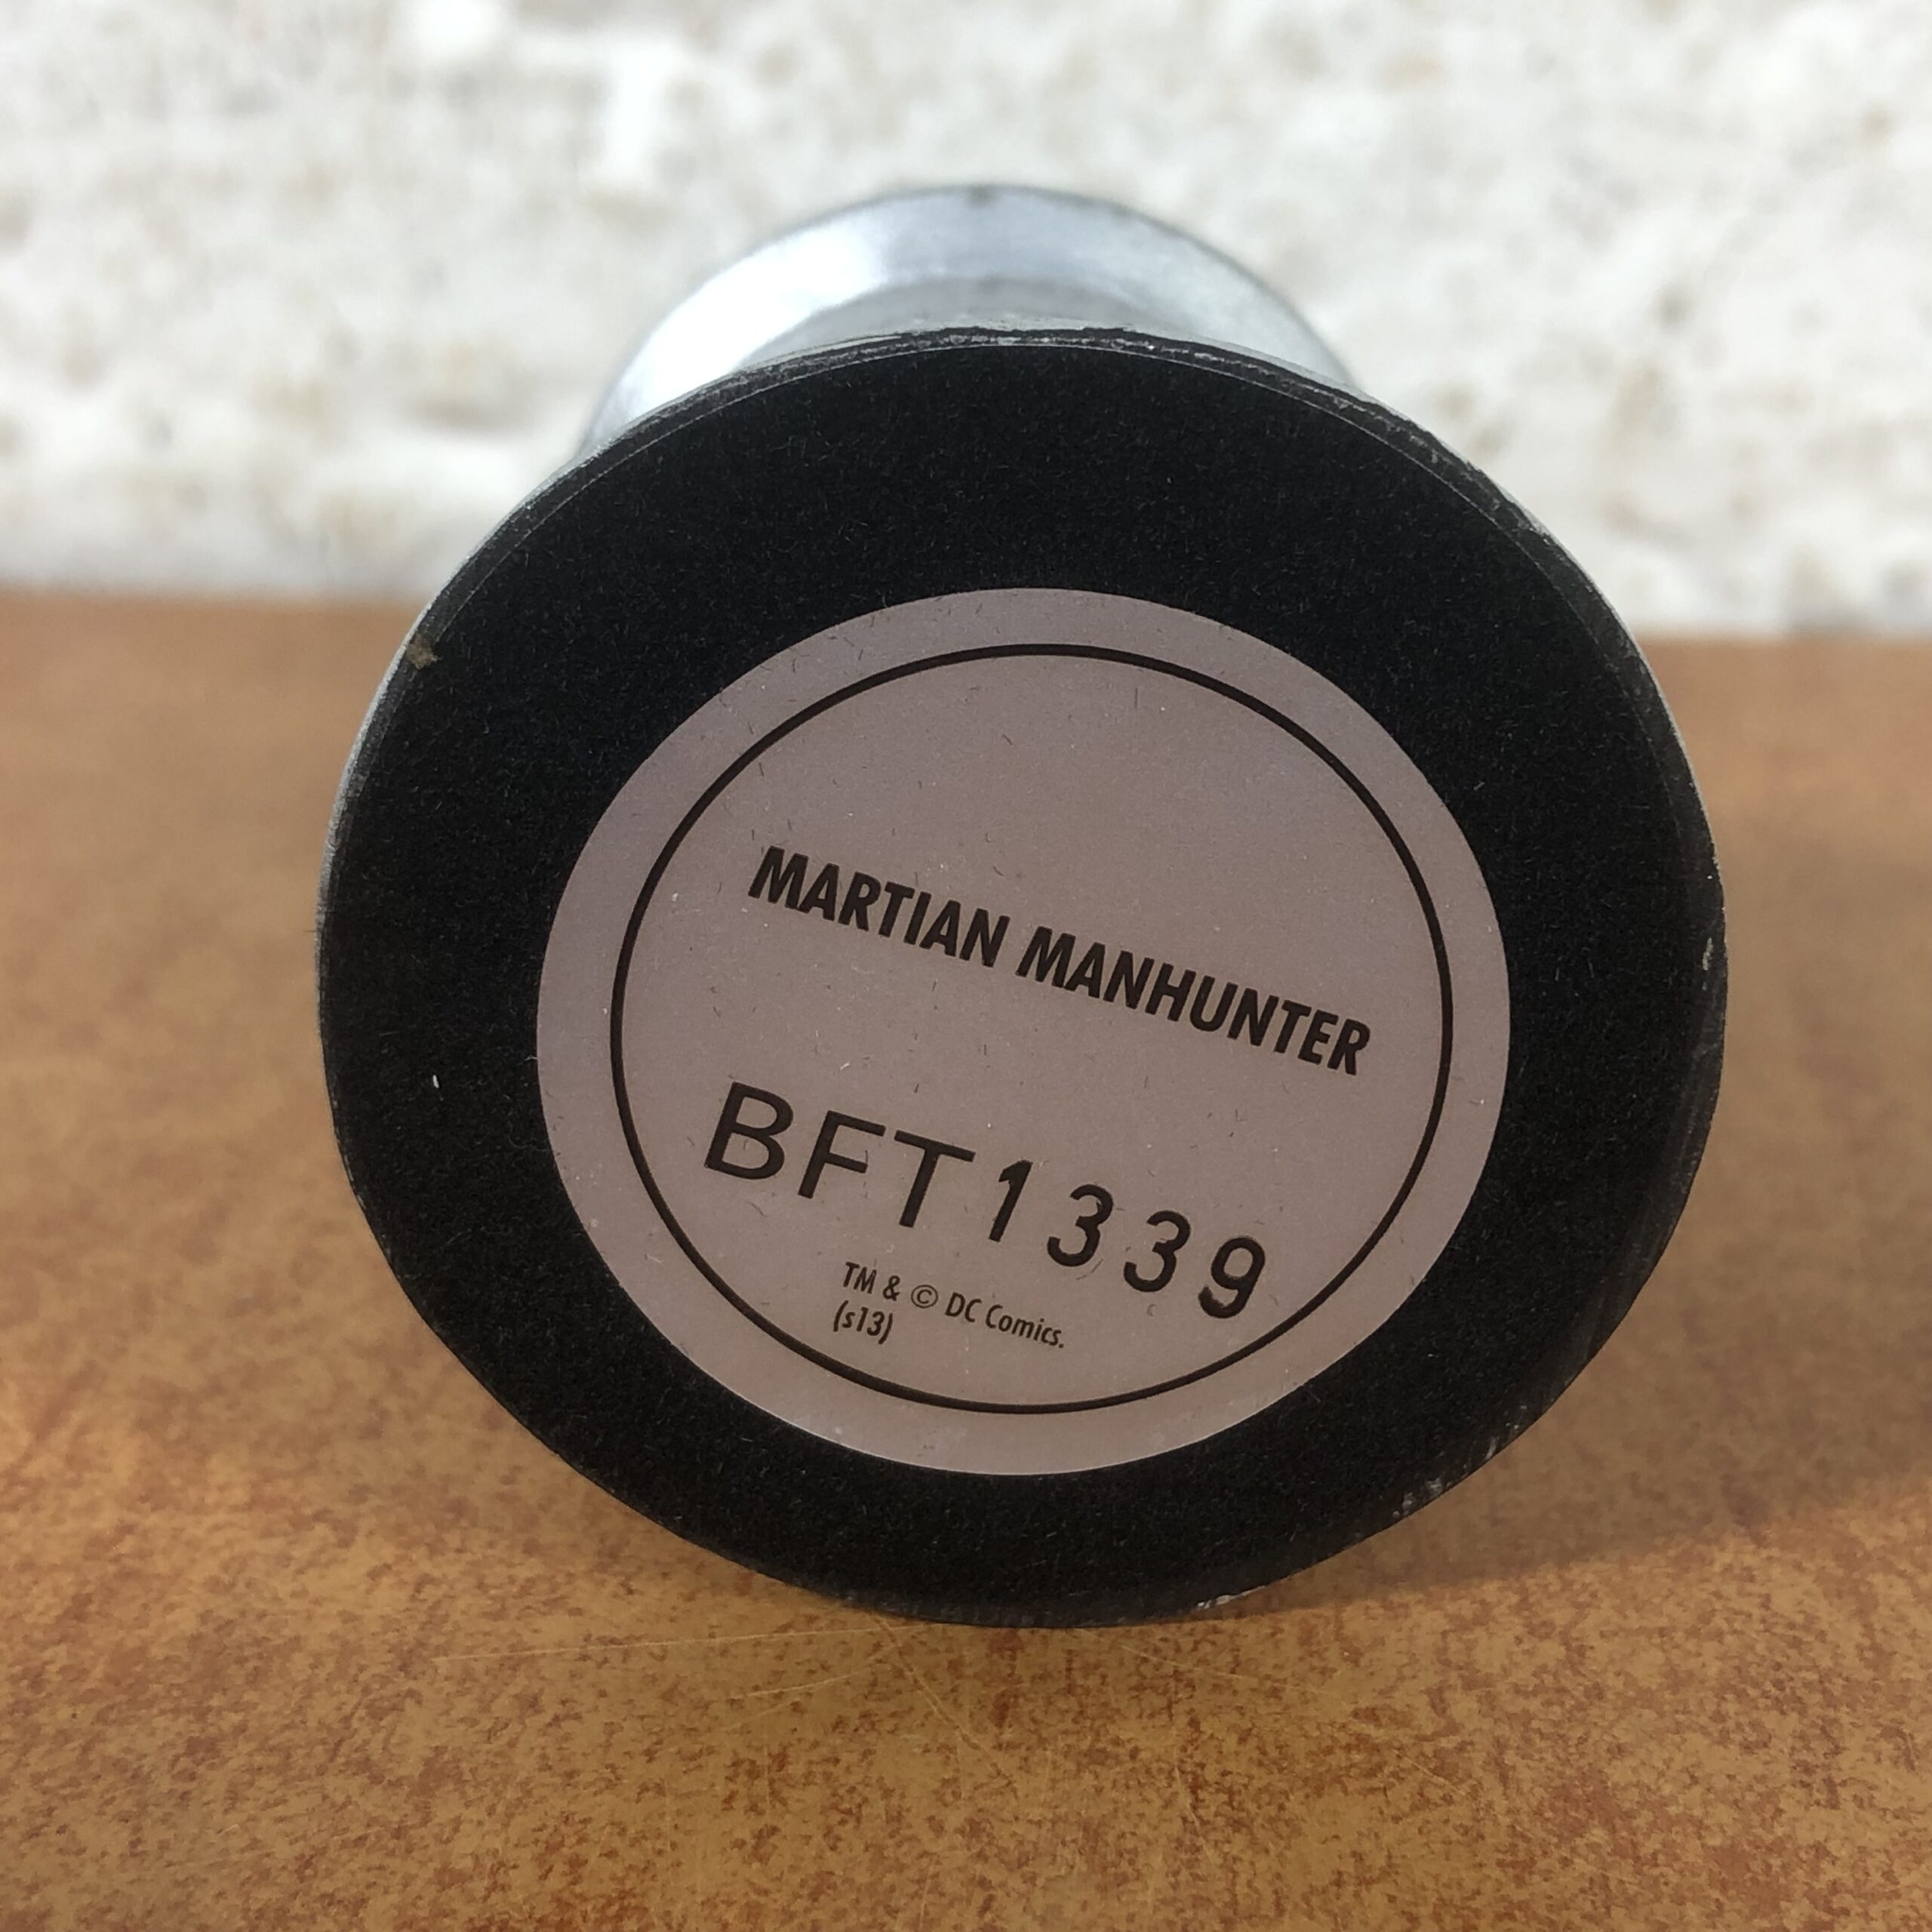 MARTIAN MANHUNTER
BFT1339
TM & © DC Comics.
(s13)